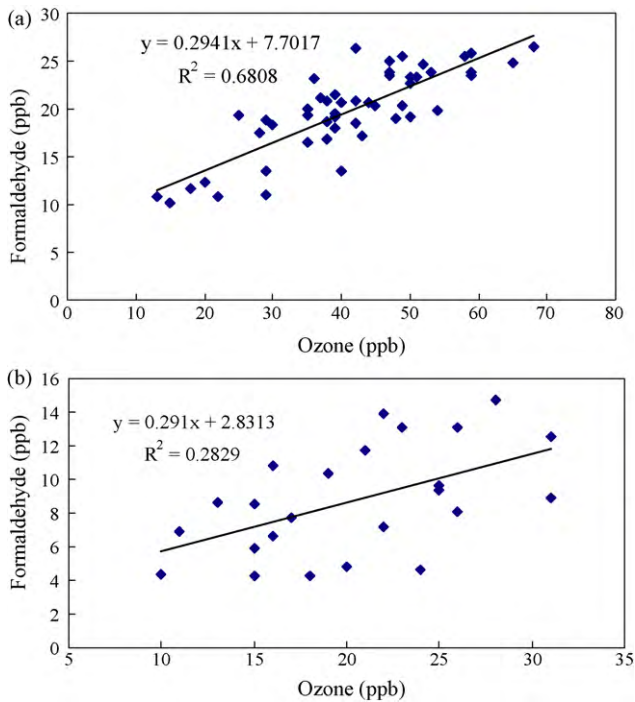 (a)
30
25
20
15
10
5
0
y = 0.2941x + 7.7017
R² = 0.6808
Formaldehyde (ppb)
0 10 20 30 40 50 60 70 80
Ozone (ppb)
(b)
16
14
12
10
8
6
4
2
0
y = 0.291x + 2.8313
R² = 0.2829
Formaldehyde (ppb)
5 10 15 20 25 30 35
Ozone (ppb)